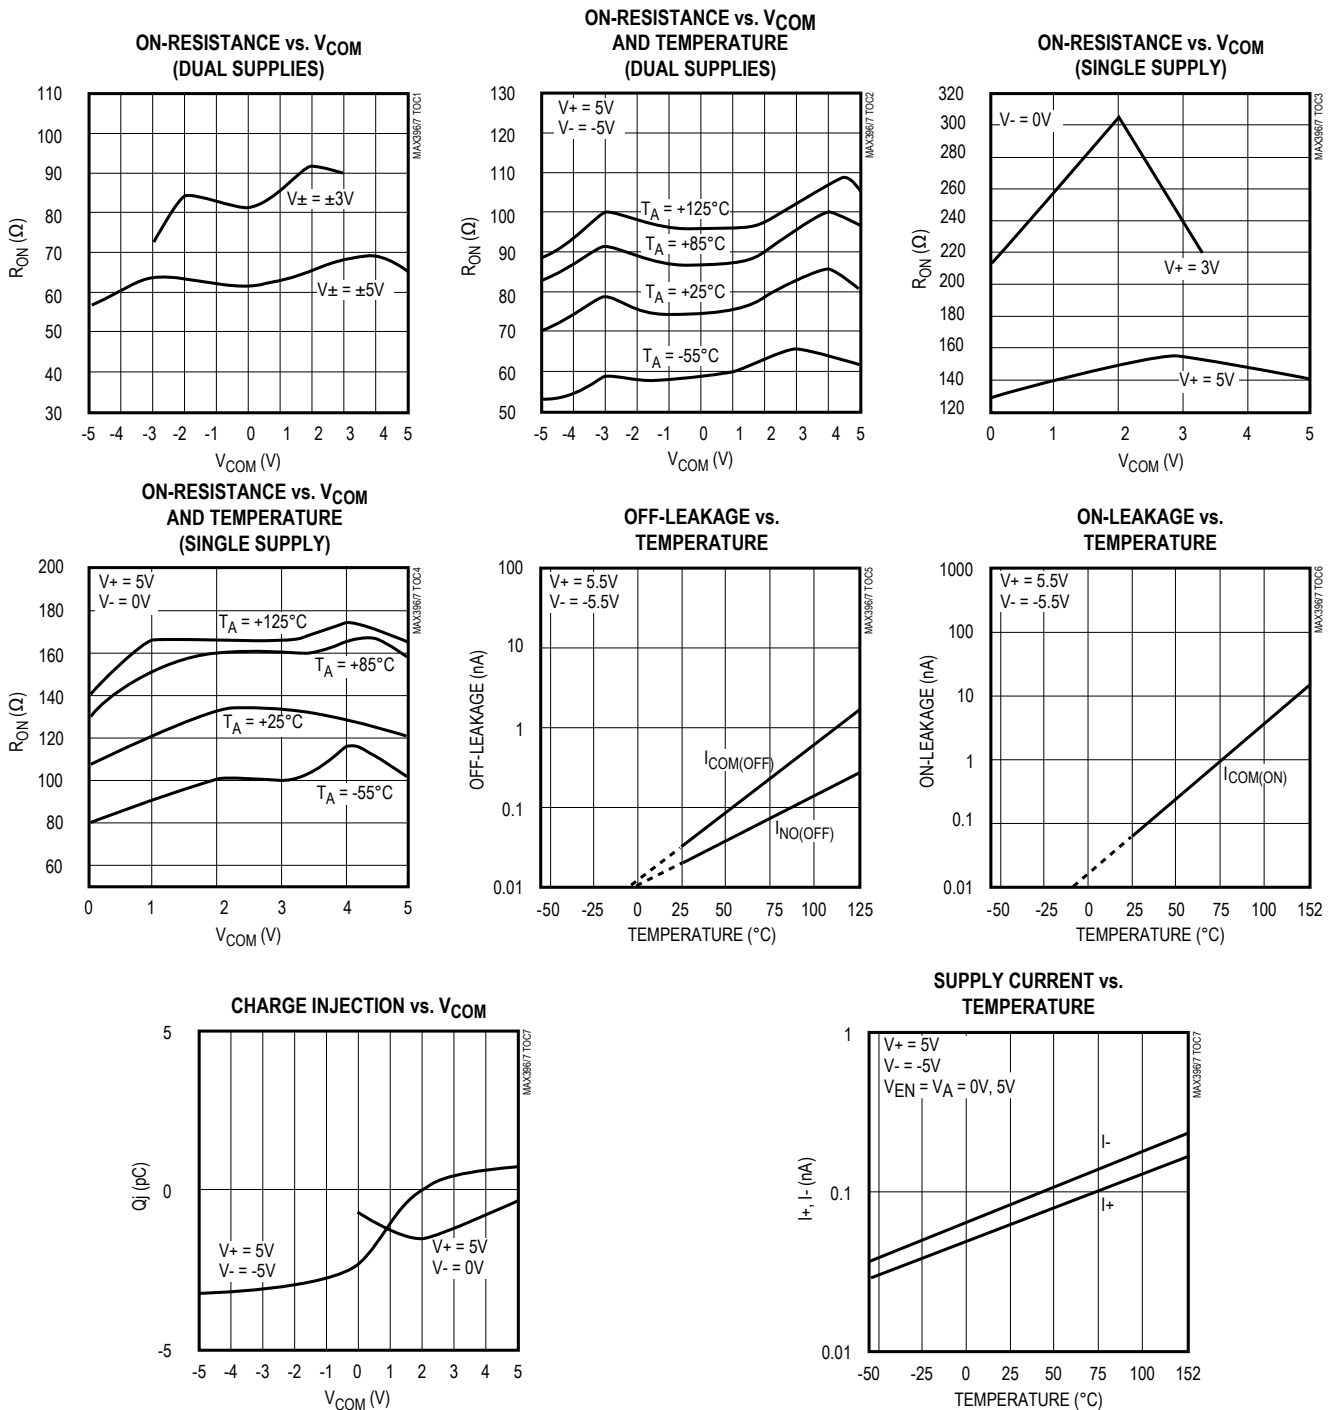 ON-RESISTANCE vs. VCOM
(DUAL SUPPLIES)
110
100
90
80
70
60
50
40
30
RON (Ω)
V± = ±3V
V± = ±5V
-5 -4 -3 -2 -1 0 1 2 3 4 5
VCOM (V)
MAX396/7 TOC1
ON-RESISTANCE vs. VCOM
AND TEMPERATURE
(DUAL SUPPLIES)
130
120
110
100
90
80
70
60
50
RON (Ω)
V+ = 5V
V- = -5V
TA = +125°C
TA = +85°C
TA = +25°C
TA = -55°C
-5 -4 -3 -2 -1 0 1 2 3 4 5
VCOM (V)
MAX396/7 TOC2
ON-RESISTANCE vs. VCOM
(SINGLE SUPPLY)
320
300
280
260
240
220
200
180
160
140
120
RON (Ω)
V- = 0V
V+ = 3V
V+ = 5V
0 1 2 3 4 5
VCOM (V)
MAX396/7 TOC3
ON-RESISTANCE vs. VCOM
AND TEMPERATURE
(SINGLE SUPPLY)
200
180
160
140
120
100
80
60
RON (Ω)
V+ = 5V
V- = 0V
TA = +125°C
TA = +85°C
TA = +25°C
TA = -55°C
0 1 2 3 4 5
VCOM (V)
MAX396/7 TOC4
OFF-LEAKAGE vs.
TEMPERATURE
100
10
1
0.1
0.01
OFF-LEAKAGE (nA)
V+ = 5.5V
V- = -5.5V
ICOM(OFF)
INO(OFF)
-50 -25 0 25 50 75 100 125
TEMPERATURE (°C)
MAX396/7 TOC5
ON-LEAKAGE vs.
TEMPERATURE
1000
100
10
1
0.1
0.01
ON-LEAKAGE (nA)
V+ = 5.5V
V- = -5.5V
ICOM(ON)
-50 -25 0 25 50 75 100 152
TEMPERATURE (°C)
MAX396/7 TOC6
CHARGE INJECTION vs. VCOM
5
0
-5
Qj (pC)
V+ = 5V
V- = -5V
V+ = 5V
V- = 0V
-5 -4 -3 -2 -1 0 1 2 3 4 5
VCOM (V)
MAX396/7 TOC7
SUPPLY CURRENT vs.
TEMPERATURE
1
0.1
0.01
I+, I- (nA)
V+ = 5V
V- = -5V
VEN = VA = 0V, 5V
I-
I+
-50 -25 0 25 50 75 100 152
TEMPERATURE (°C)
MAX396/7 TOC7